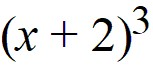 (x + 2)³